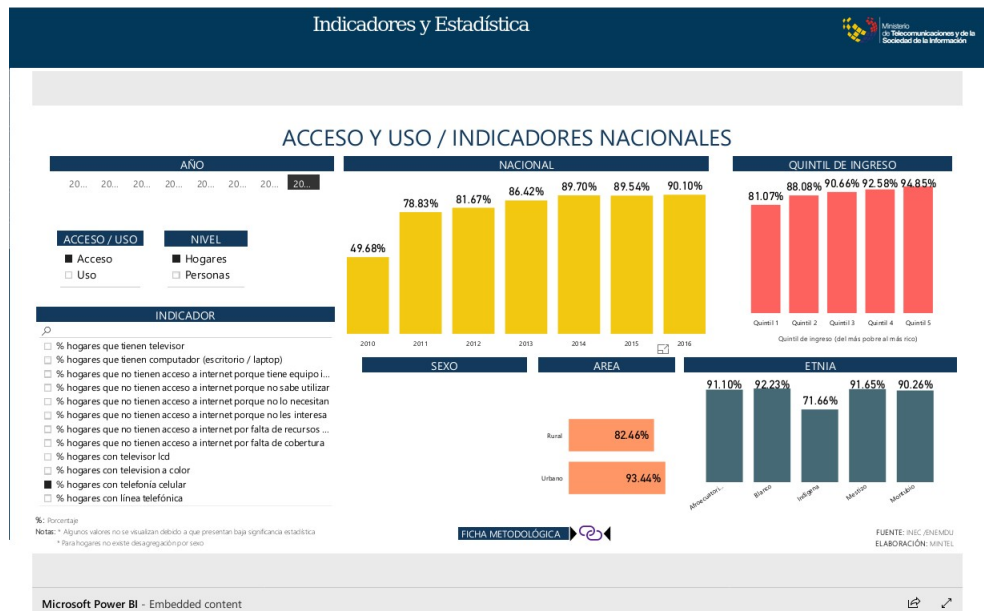 Indicadores y Estadística
Ministerio
de Telecomunicaciones y de la
Sociedad de la Información
ACCESO Y USO / INDICADORES NACIONALES
AÑO
20... 20... 20... 20... 20... 20... 20... 20...
ACCESO / USO
Acceso
Uso
NIVEL
Hogares
Personas
INDICADOR
% hogares que tienen televisor
% hogares que tienen computador (escritorio / laptop)
% hogares que no tienen acceso a internet porque tiene equipo i...
% hogares que no tienen acceso a internet porque no sabe utilizar
% hogares que no tienen acceso a internet porque no lo necesitan
% hogares que no tienen acceso a internet porque no les interesa
% hogares que no tienen acceso a internet por falta de recursos ...
% hogares que no tienen acceso a internet por falta de cobertura
% hogares con televisor lcd
% hogares con television a color
% hogares con telefonía celular
% hogares con línea telefónica
NACIONAL
49.68% 78.83% 81.67% 86.42% 89.70% 89.54% 90.10%
2010 2011 2012 2013 2014 2015 2016
QUINTIL DE INGRESO
81.07% 88.08% 90.66% 92.58% 94.85%
Quintil 1 Quintil 2 Quintil 3 Quintil 4 Quintil 5
Quintil de ingreso (del más pobre al más rico)
SEXO
AREA
Rural 82.46%
Urbano 93.44%
ETNIA
91.10% 92.23% 71.66% 91.65% 90.26%
Afroecuatori... Blanco Indígena Mestizo Montubio
%: Porcentaje
Notas: * Algunos valores no se visualizan debido a que presentan baja significancia estadística
* Para hogares no existe desagregación por sexo
FICHA METODOLÓGICA
FUENTE: INEC /ENEMDU
ELABORACIÓN: MINTEL
Microsoft Power BI - Embedded content